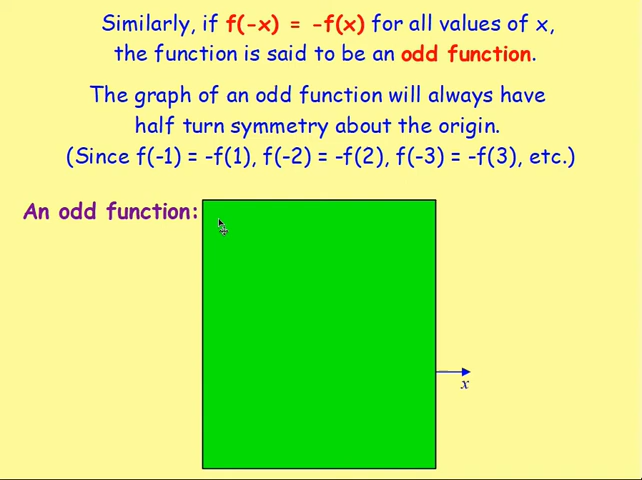 Similarly, if f(-x) = -f(x) for all values of x,
the function is said to be an odd function.
The graph of an odd function will always have
half turn symmetry about the origin.
(Since f(-1) = -f(1), f(-2) = -f(2), f(-3) = -f(3), etc.)
An odd function:
x